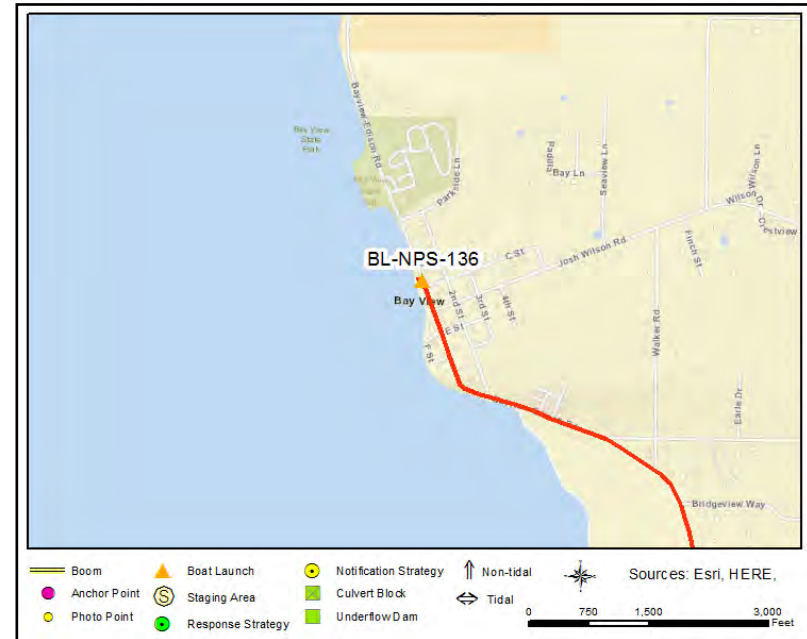 Bayview-Edison Rd
Bay View
State
Park
Parkside Ln
Padilla
Bay Ln
Seaview Ln
Wilson
Wilson Ln
Dr
BL-NPS-136
C St
Josh Wilson Rd
Finch St
Bay View
2nd St
3rd St
4th St
E St
F St
Walker Rd
Earle Dr
Bridgeview Way
Boom
Boat Launch
Notification Strategy
Non-tidal
Sources: Esri, HERE,
Anchor Point
S
Staging Area
Culvert Block
Tidal
Photo Point
Response Strategy
Underflow Dam
0 750 1,500 3,000
Feet